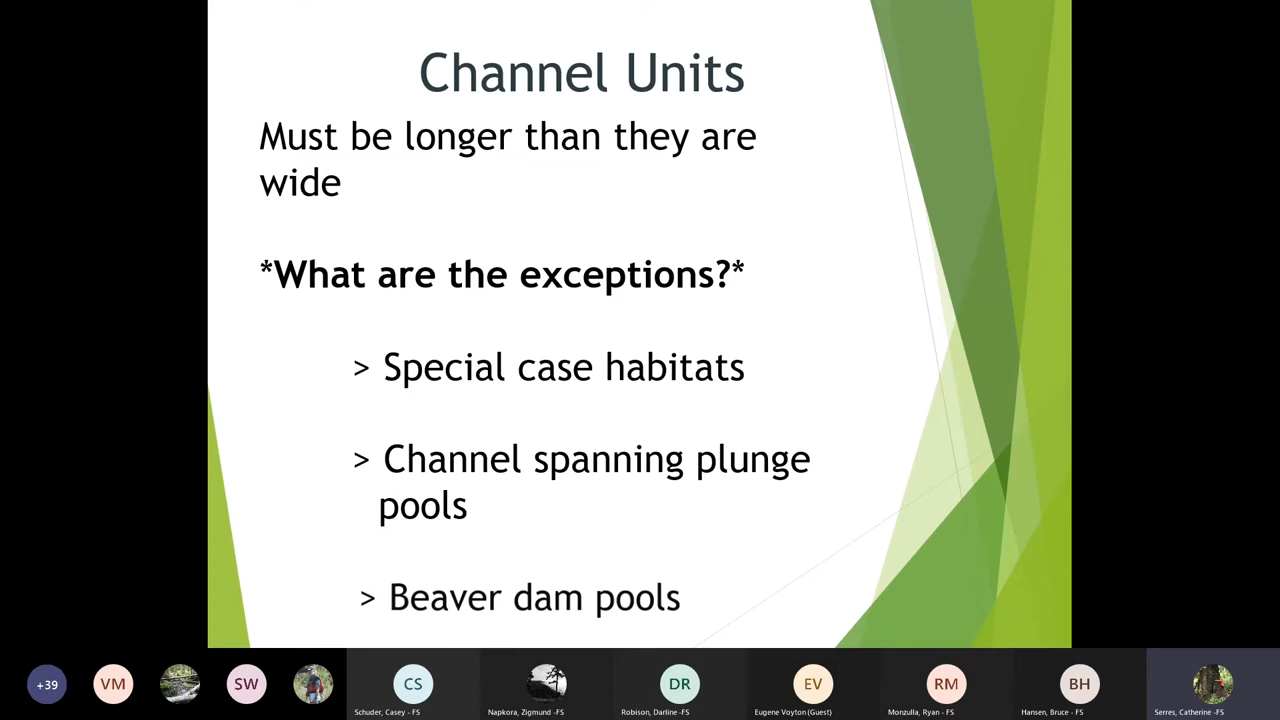 Channel Units
Must be longer than they are
wide
*What are the exceptions?*
> Special case habitats
> Channel spanning plunge
pools
> Beaver dam pools
+39
VM
SW
CS
DR
EV
RM
BH
Schuder, Casey - FS
Napkora, Zigmund -FS
Robison, Darline -FS
Eugene Voyton (Guest)
Monzulla, Ryan - FS
Hansen, Bruce - FS
Serres, Catherine -FS